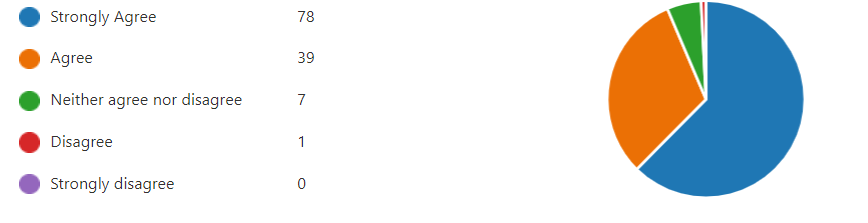 Strongly Agree 78
Agree 39
Neither agree nor disagree 7
Disagree 1
Strongly disagree 0